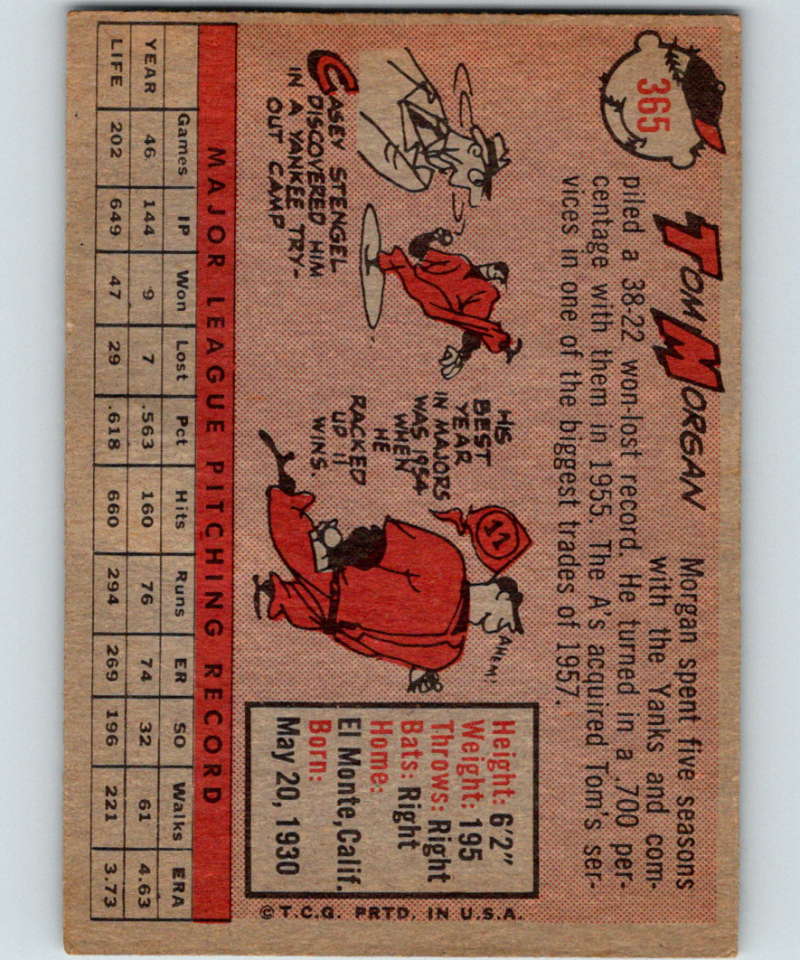 365
TOM MORGAN
Morgan spent five seasons
with the Yanks and com-
piled a 38-22 won-lost record. He turned in a .700 per-
centage with them in 1955. The A's acquired Tom's ser-
vices in one of the biggest trades of 1957.
CASEY STENGEL
DISCOVERED HIM
IN A YANKEE TRY-
OUT CAMP
HIS
BEST
YEAR
IN MAJORS
WAS 1954
WHEN
HE
RACKED
UP 11
WINS.
11
AHEM!
Height: 6'2"
Weight: 195
Throws: Right
Bats: Right
Home:
El Monte, Calif.
Born:
May 20, 1930
©T.C.G. PRTD. IN U.S.A.
MAJOR LEAGUE PITCHING RECORD
Games IP Won Lost Pct Hits Runs ER SO Walks ERA
YEAR 46 144 9 7 .563 160 76 74 32 61 4.63
LIFE 202 649 47 29 .618 660 294 269 196 221 3.73